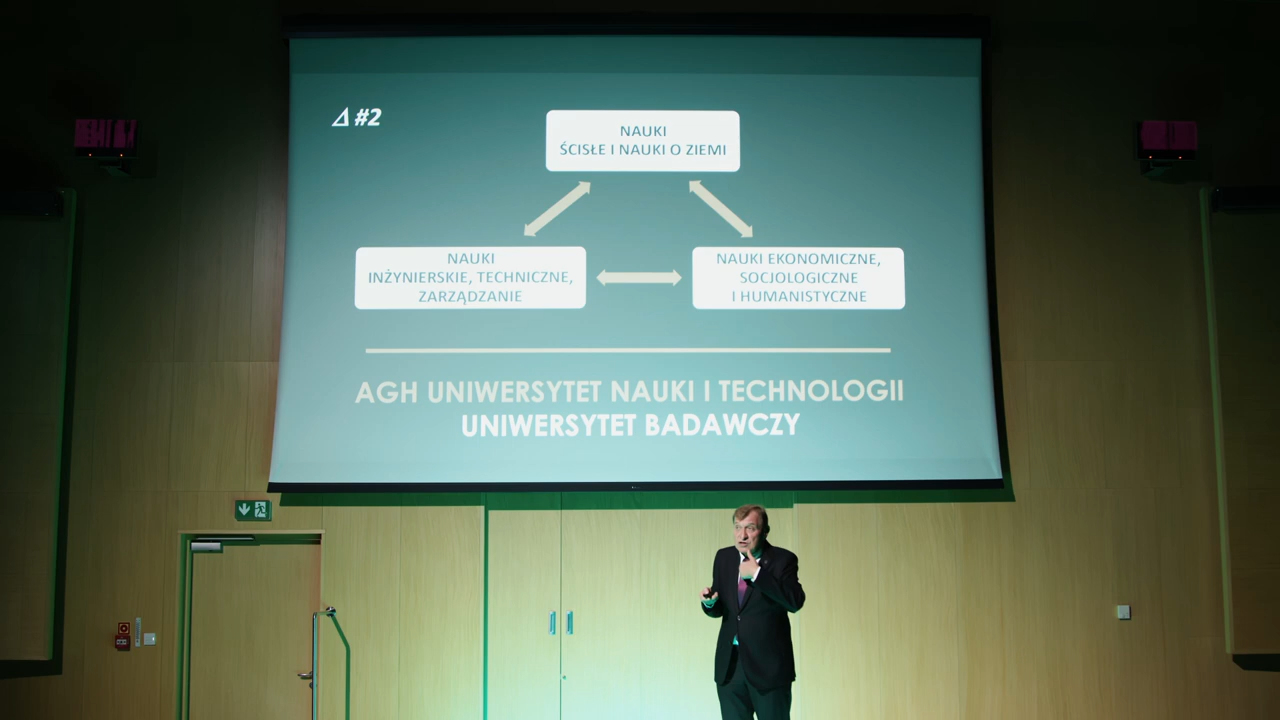 ⊿ #2
NAUKI
ŚCISŁE I NAUKI O ZIEMI
NAUKI
INŻYNIERSKIE, TECHNICZNE,
ZARZĄDZANIE
NAUKI EKONOMICZNE,
SOCJOLOGICZNE
I HUMANISTYCZNE
AGH UNIWERSYTET NAUKI I TECHNOLOGII
UNIWERSYTET BADAWCZY